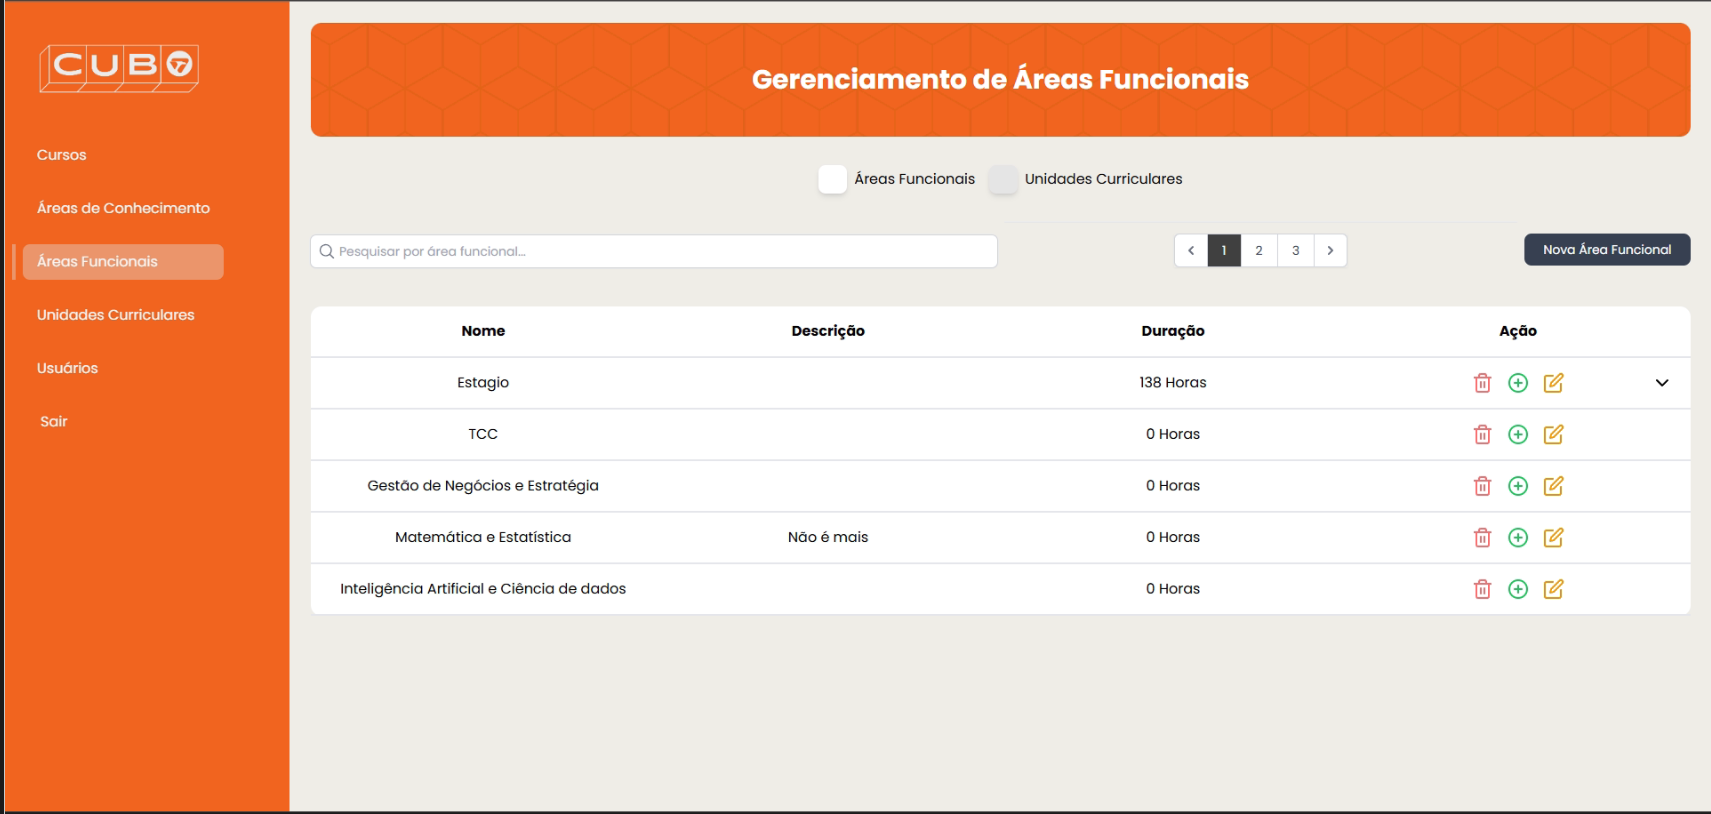 CUBO
Cursos
Áreas de Conhecimento
Áreas Funcionais
Unidades Curriculares
Usuários
Sair
Gerenciamento de Áreas Funcionais
Áreas Funcionais Unidades Curriculares
Pesquisar por área funcional...
1 2 3
Nova Área Funcional
Nome Descrição Duração Ação
Estagio 138 Horas
TCC 0 Horas
Gestão de Negócios e Estratégia 0 Horas
Matemática e Estatística Não é mais 0 Horas
Inteligência Artificial e Ciência de dados 0 Horas